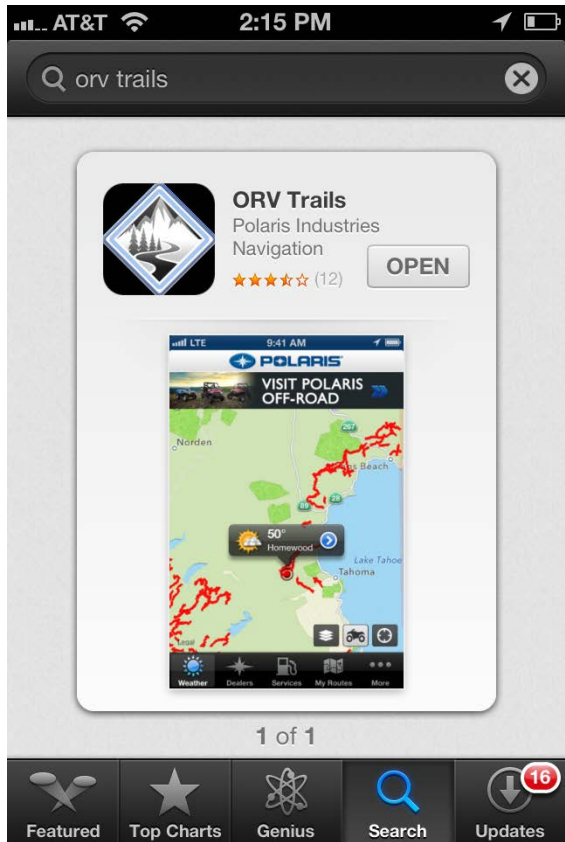 AT&T 2:15 PM
orv trails
ORV Trails
Polaris Industries
Navigation
(12)
OPEN
LTE 9:41 AM
POLARIS
VISIT POLARIS
OFF-ROAD
Norden
267
gs Beach
89
28
50°
Homewood
Lake Tahoe
Tahoma
Legal
Weather Dealers Services My Routes More
1 of 1
16
Featured Top Charts Genius Search Updates